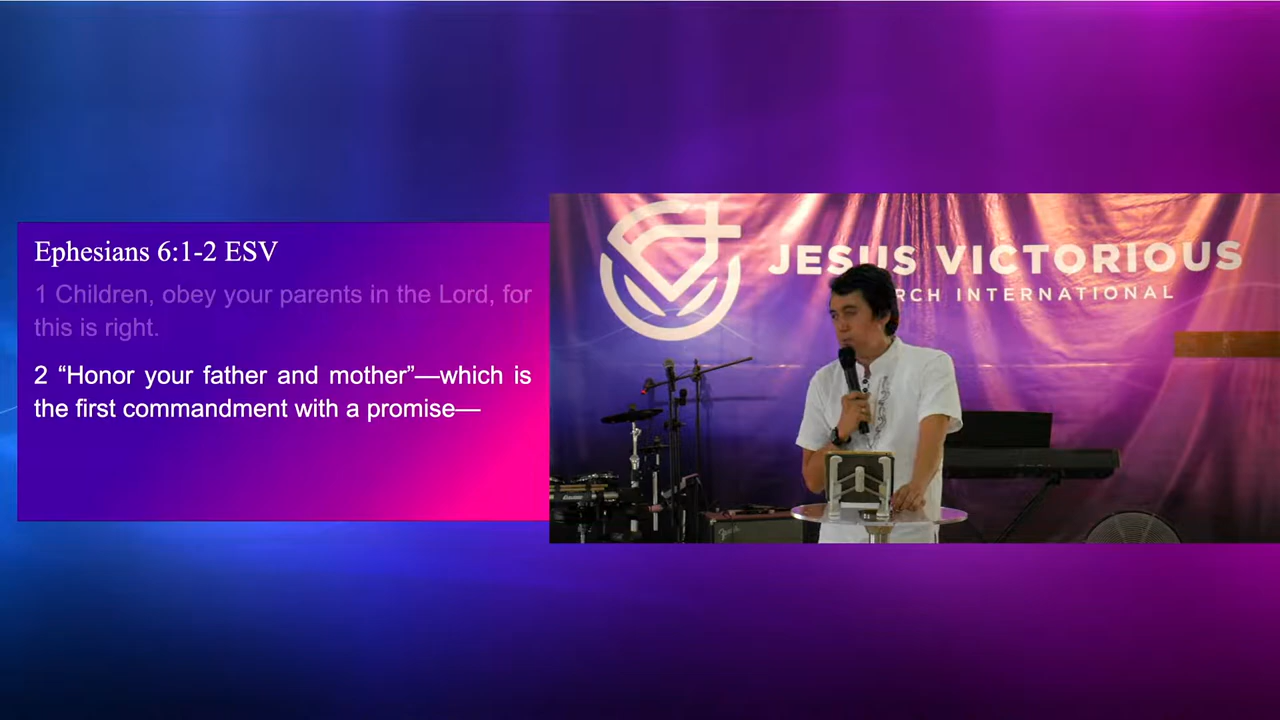 Ephesians 6:1-2 ESV
1 Children, obey your parents in the Lord, for
this is right.
2 “Honor your father and mother”—which is
the first commandment with a promise—
JESUS VICTORIOUS
RCH INTERNATIONAL